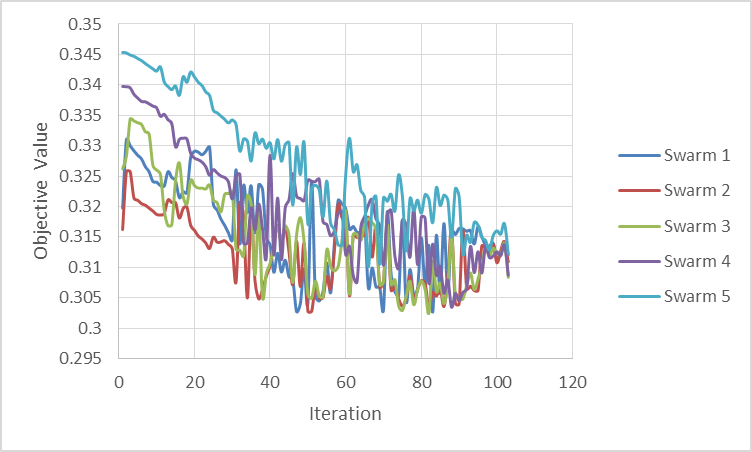 0.35
0.345
0.34
0.335
0.33
0.325
0.32
0.315
0.31
0.305
0.3
0.295
Objective Value
0 20 40 60 80 100 120
Iteration
Swarm 1
Swarm 2
Swarm 3
Swarm 4
Swarm 5